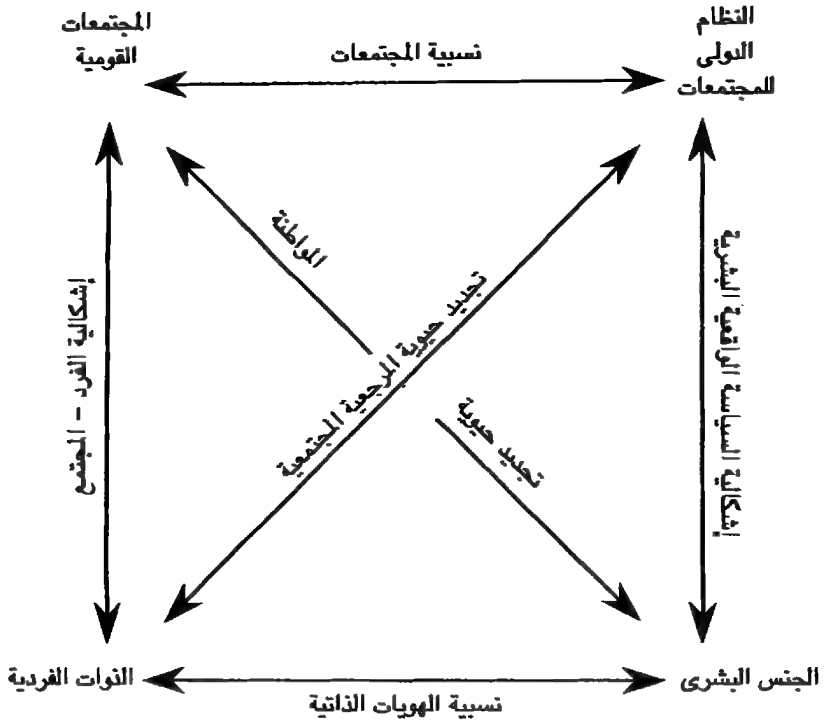 النظام
الدولى
للمجتمعات
نسبية المجتمعات
المجتمعات
القومية
إشكالية السياسة الواقعية البشرية
المواطنة
تجديد حيوية المرجعية المجتمعية
تجديد حيوية
إشكالية الفرد - المجتمع
الجنس البشرى
نسبية الهويات الذاتية
الذوات الفردية